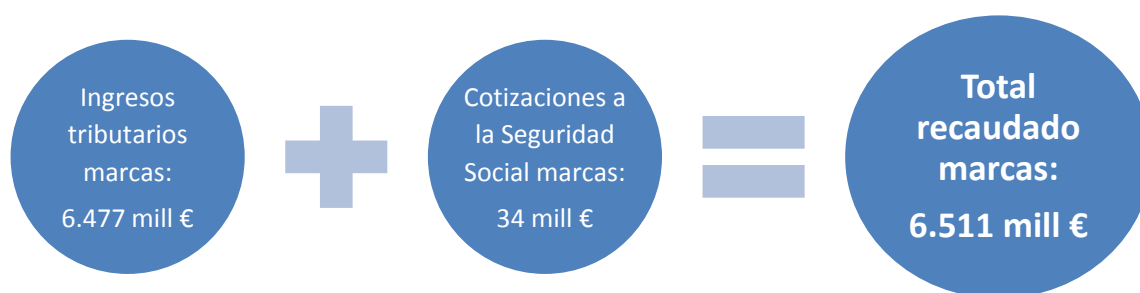 Ingresos
tributarios
marcas:
6.477 mill €
Cotizaciones a
la Seguridad
Social marcas:
34 mill €
Total
recaudado
marcas:
6.511 mill €